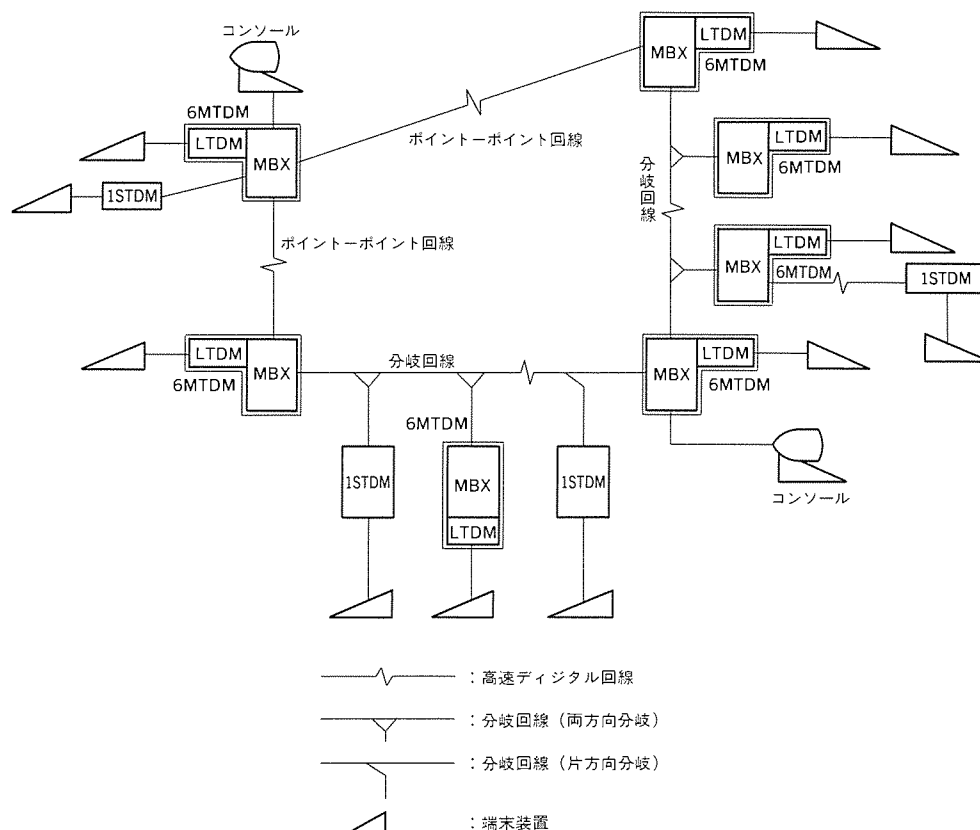 コンソール
MBX
LTDM
6MTDM
6MTDM
LTDM
MBX
ポイントーポイント回線
1STDM
分岐回線
MBX
LTDM
6MTDM
ポイントーポイント回線
MBX
LTDM
6MTDM
1STDM
LTDM
MBX
6MTDM
分岐回線
MBX
LTDM
6MTDM
6MTDM
1STDM
MBX
LTDM
1STDM
コンソール
：高速ディジタル回線
：分岐回線（両方向分岐）
：分岐回線（片方向分岐）
：端末装置